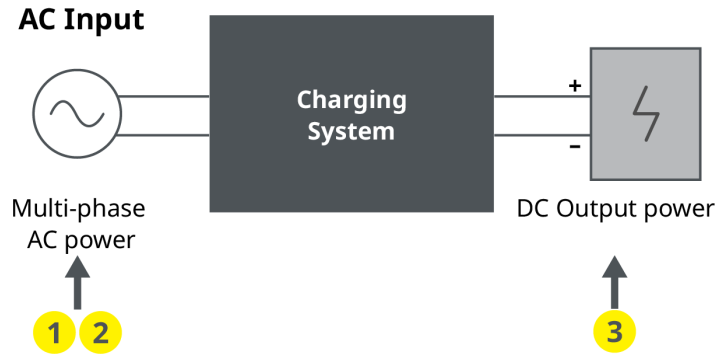 AC Input
Charging
System
+
−
Multi-phase
AC power
DC Output power
1 2
3